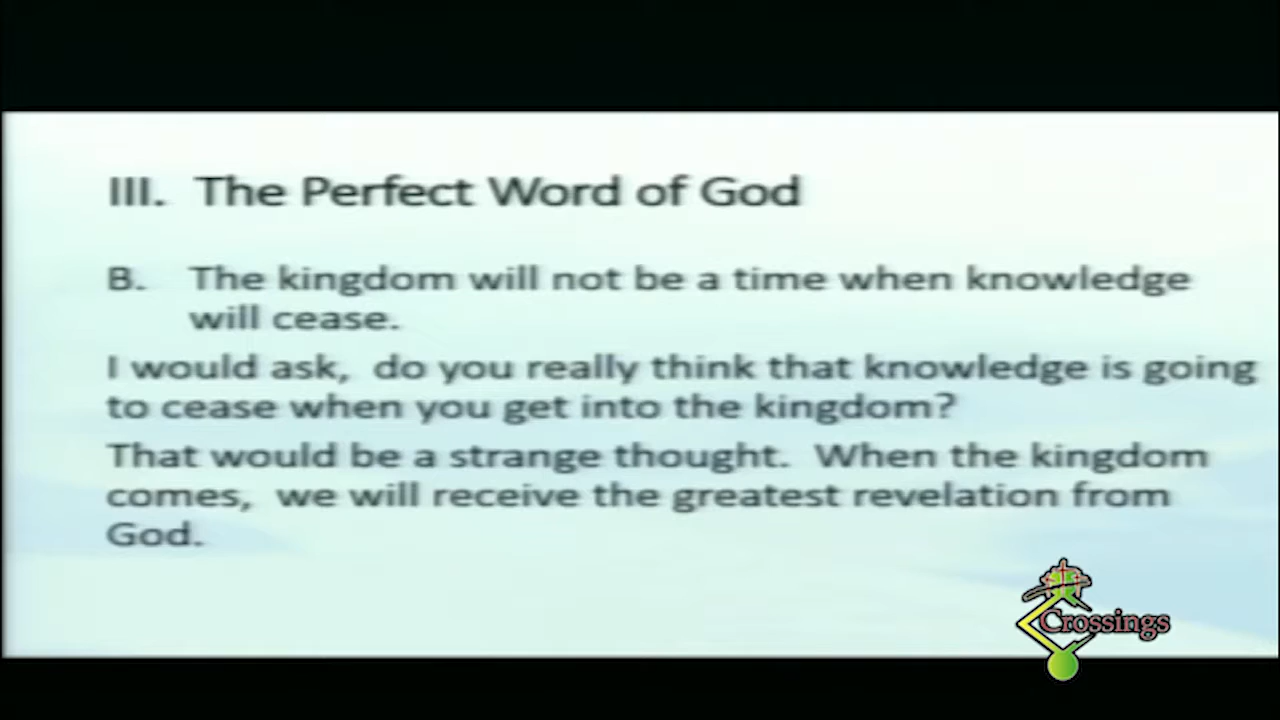 III. The Perfect Word of God
B. The kingdom will not be a time when knowledge
will cease.
I would ask, do you really think that knowledge is going
to cease when you get into the kingdom?
That would be a strange thought. When the kingdom
comes, we will receive the greatest revelation from
God.
Crossings